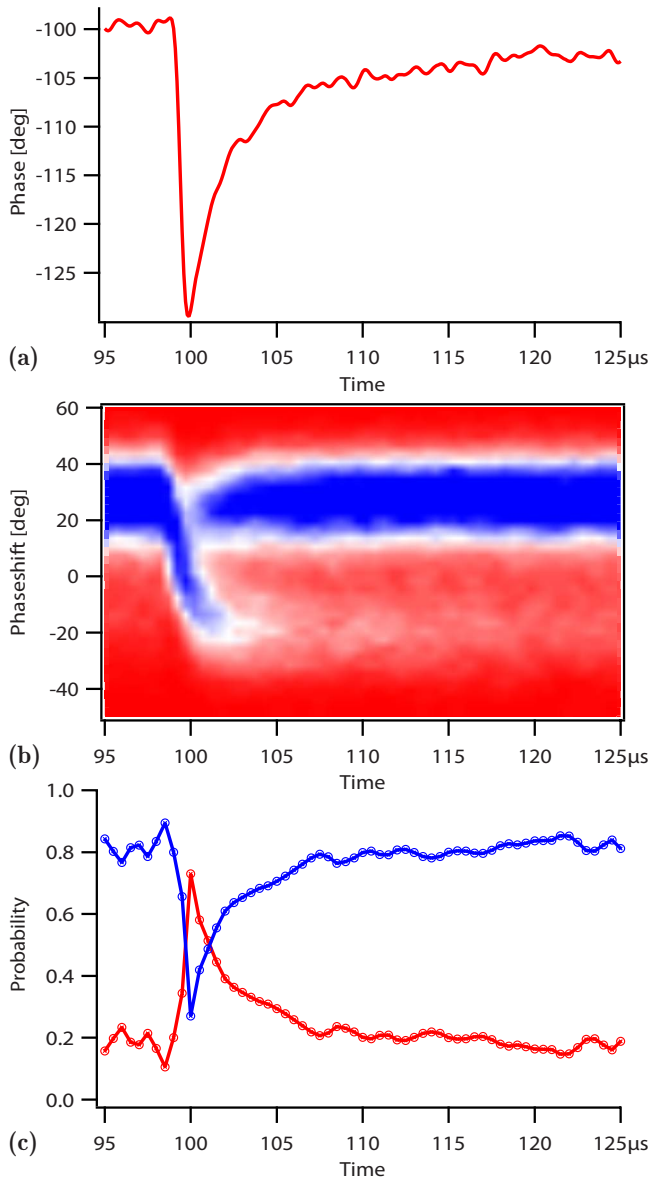 -100
-105
-110
-115
-120
-125
Phase [deg]
95 100 105 110 115 120 125µs
Time
(a)
60
40
20
0
-20
-40
Phaseshift [deg]
95 100 105 110 115 120 125µs
Time
(b)
1.0
0.8
0.6
0.4
0.2
0.0
Probability
95 100 105 110 115 120 125µs
Time
(c)